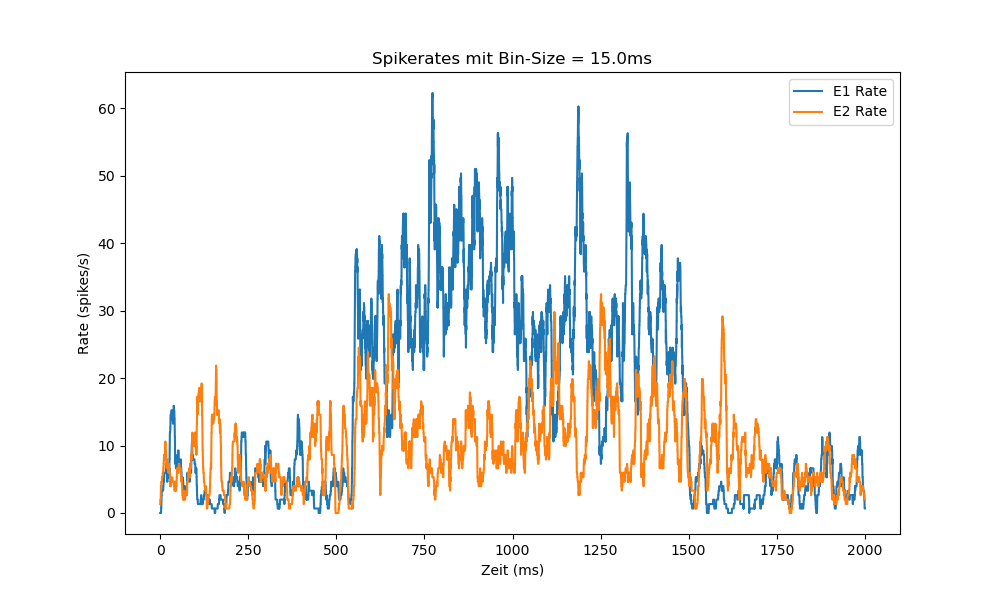 Spikerates mit Bin-Size = 15.0ms
E1 Rate
E2 Rate
Rate (spikes/s)
60
50
40
30
20
10
0
0 250 500 750 1000 1250 1500 1750 2000
Zeit (ms)